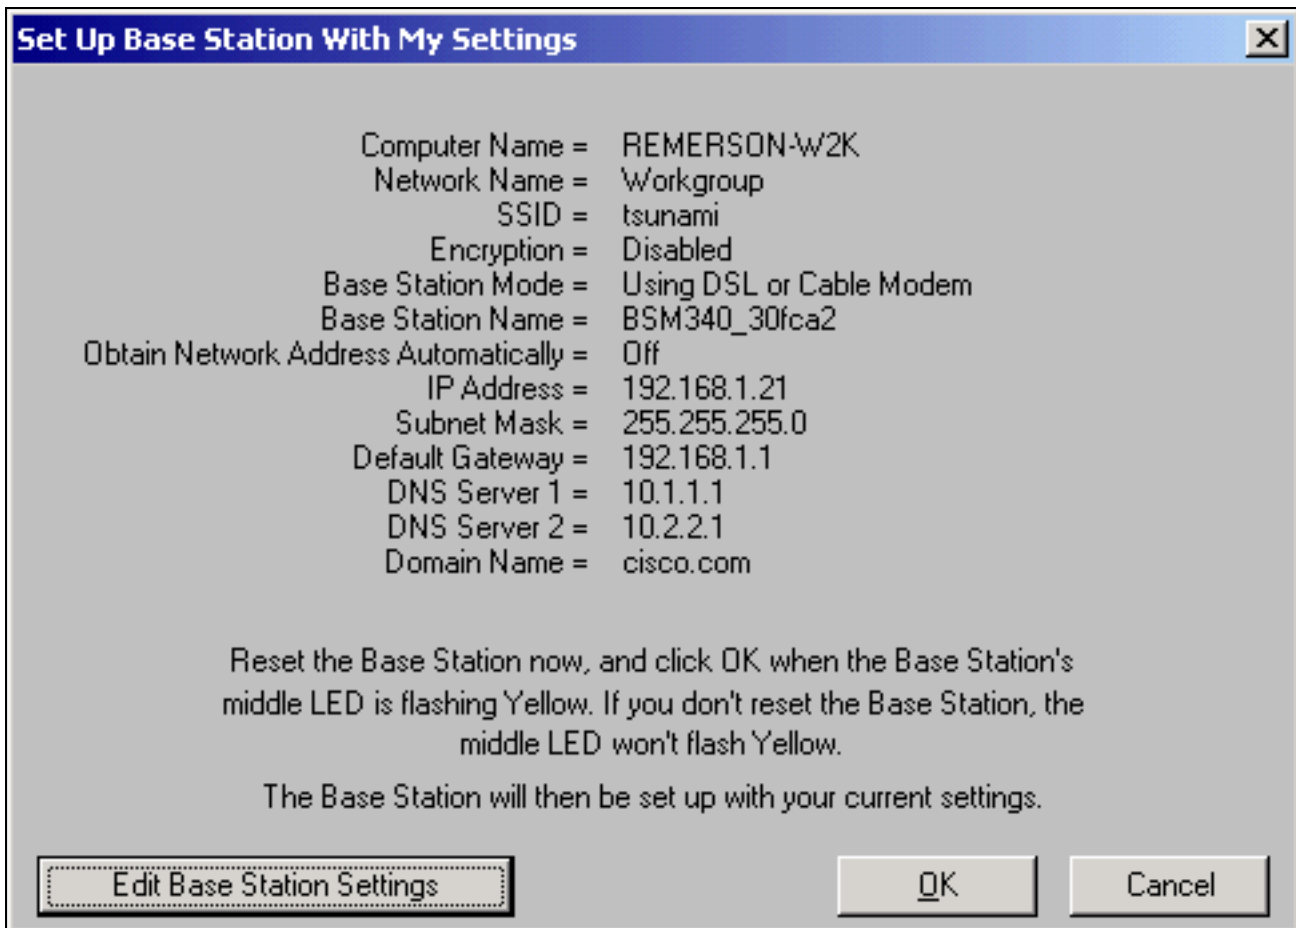 Set Up Base Station With My Settings
Computer Name = REMERSON-W2K
Network Name = Workgroup
SSID = tsunami
Encryption = Disabled
Base Station Mode = Using DSL or Cable Modem
Base Station Name = BSM340_30fca2
Obtain Network Address Automatically = Off
IP Address = 192.168.1.21
Subnet Mask = 255.255.255.0
Default Gateway = 192.168.1.1
DNS Server 1 = 10.1.1.1
DNS Server 2 = 10.2.2.1
Domain Name = cisco.com
Reset the Base Station now, and click OK when the Base Station's
middle LED is flashing Yellow. If you don't reset the Base Station, the
middle LED won't flash Yellow.
The Base Station will then be set up with your current settings.
Edit Base Station Settings
OK
Cancel